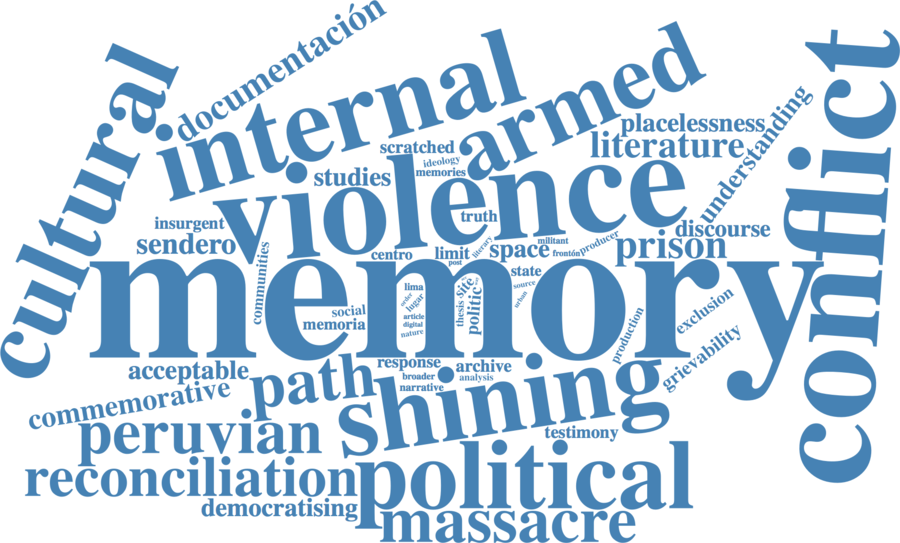 documentación
cultural
internal
armed
conflict
scratched
ideology
memories
placelessness
literature
understanding
studies
violence
truth
insurgent
sendero
communities
centro
limit
post
literary
space
militant
frontón
producer
prison
discourse
memory
state
source
urban
lima
order
lugar
article
digital
nature
thesis
site
politic
social
memoria
production
exclusion
grievability
acceptable
path
response
broader
narrative
archive
analysis
commemorative
shining
peruvian
testimony
reconciliation
political
democratising
massacre